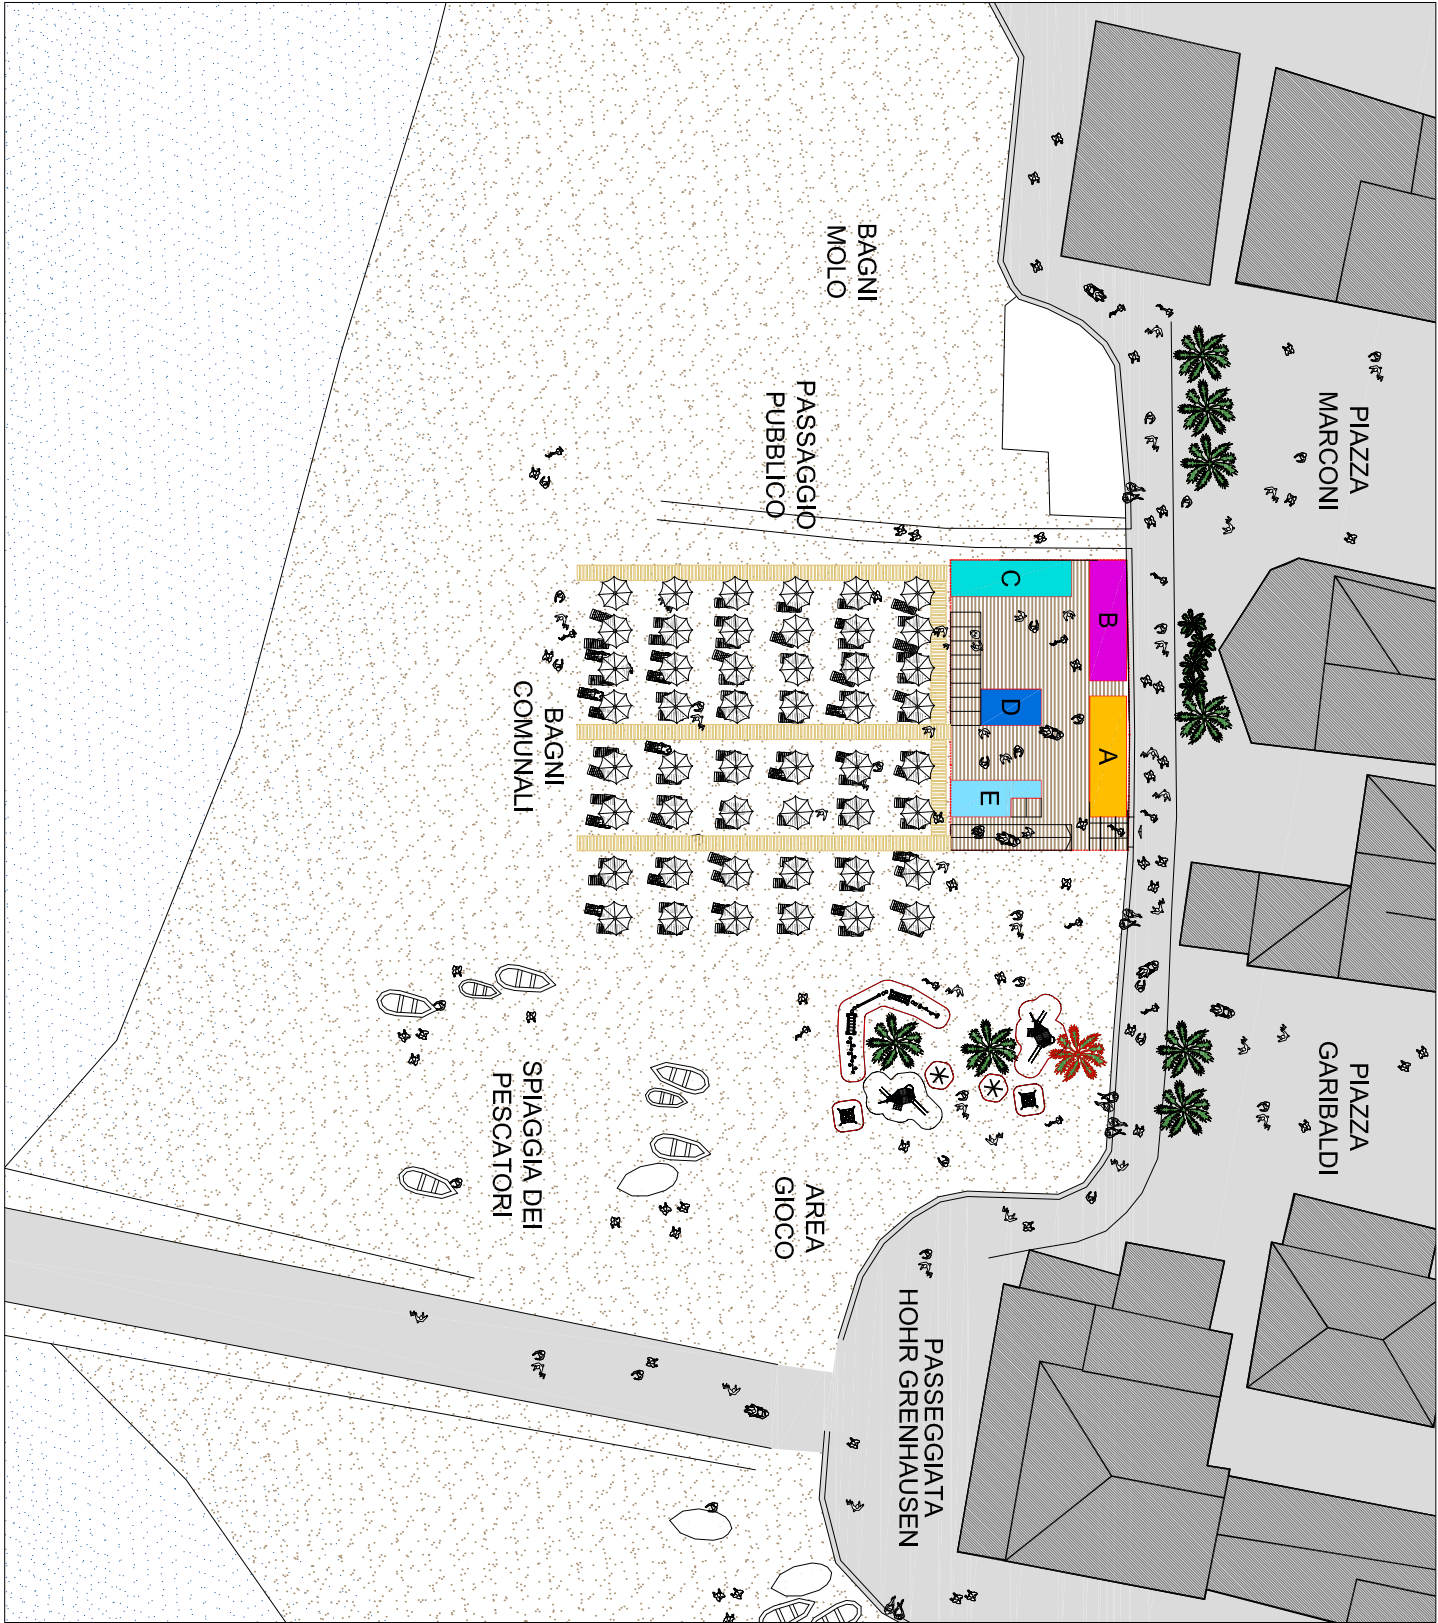 PIAZZA
MARCONI
PIAZZA
GARIBALDI
B
A
C
D
E
BAGNI
MOLO
PASSAGGIO
PUBBLICO
BAGNI
COMUNALI
AREA
GIOCO
SPIAGGIA DEI
PESCATORI
PASSEGGIATA
HOHR GRENHAUSEN